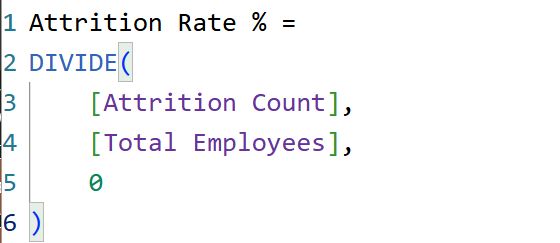 1 Attrition Rate % =
2 DIVIDE(
3     [Attrition Count],
4     [Total Employees],
5     0
6 )